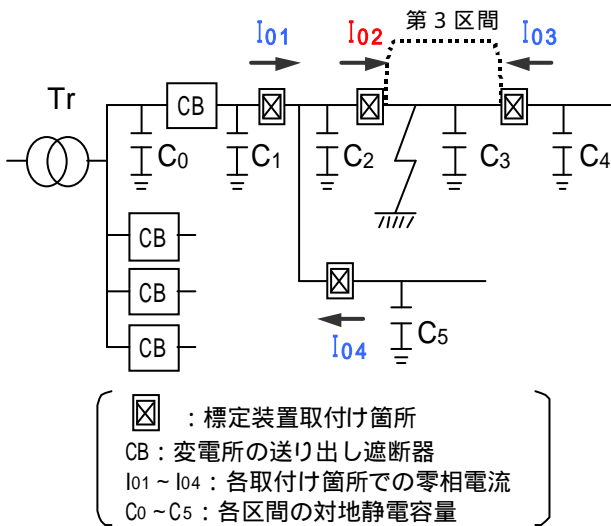 I01 I02 第3区間 I03
Tr CB
C0 C1 C2 C3 C4
CB
CB
CB
I04 C5
:標定装置取付け箇所
CB:変電所の送り出し遮断器
I01~I04:各取付け箇所での零相電流
C0~C5:各区間の対地静電容量